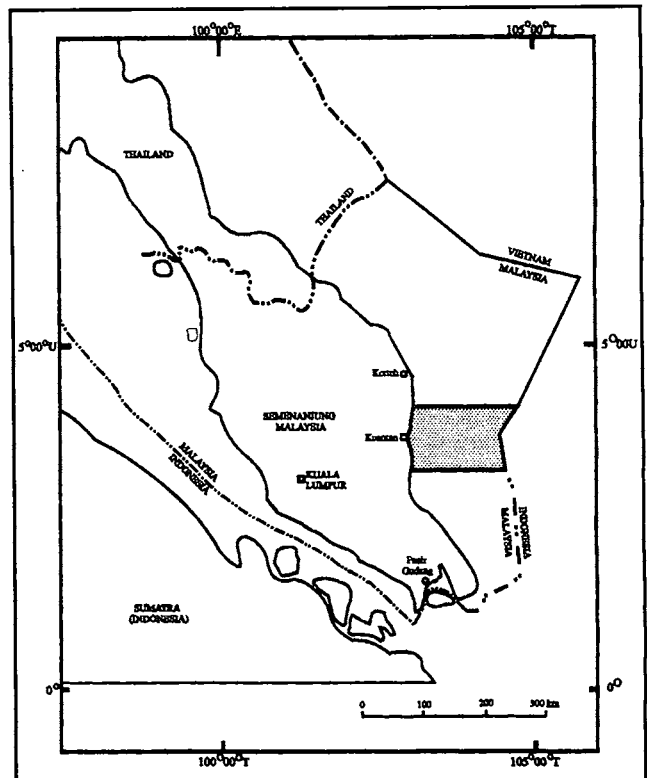 100°00'E
105°00'T
THAILAND
THAILAND
VIETNAM
MALAYSIA
5°00'U
5°00'U
Kerteh
SEMENANJUNG
MALAYSIA
Kuantan
MALAYSIA
INDONESIA
KUALA
LUMPUR
INDONESIA
MALAYSIA
Pasir
Gudang
SUMATRA
(INDONESIA)
0°
0°
0 100 200 300 km
100°00'T
105°00'T